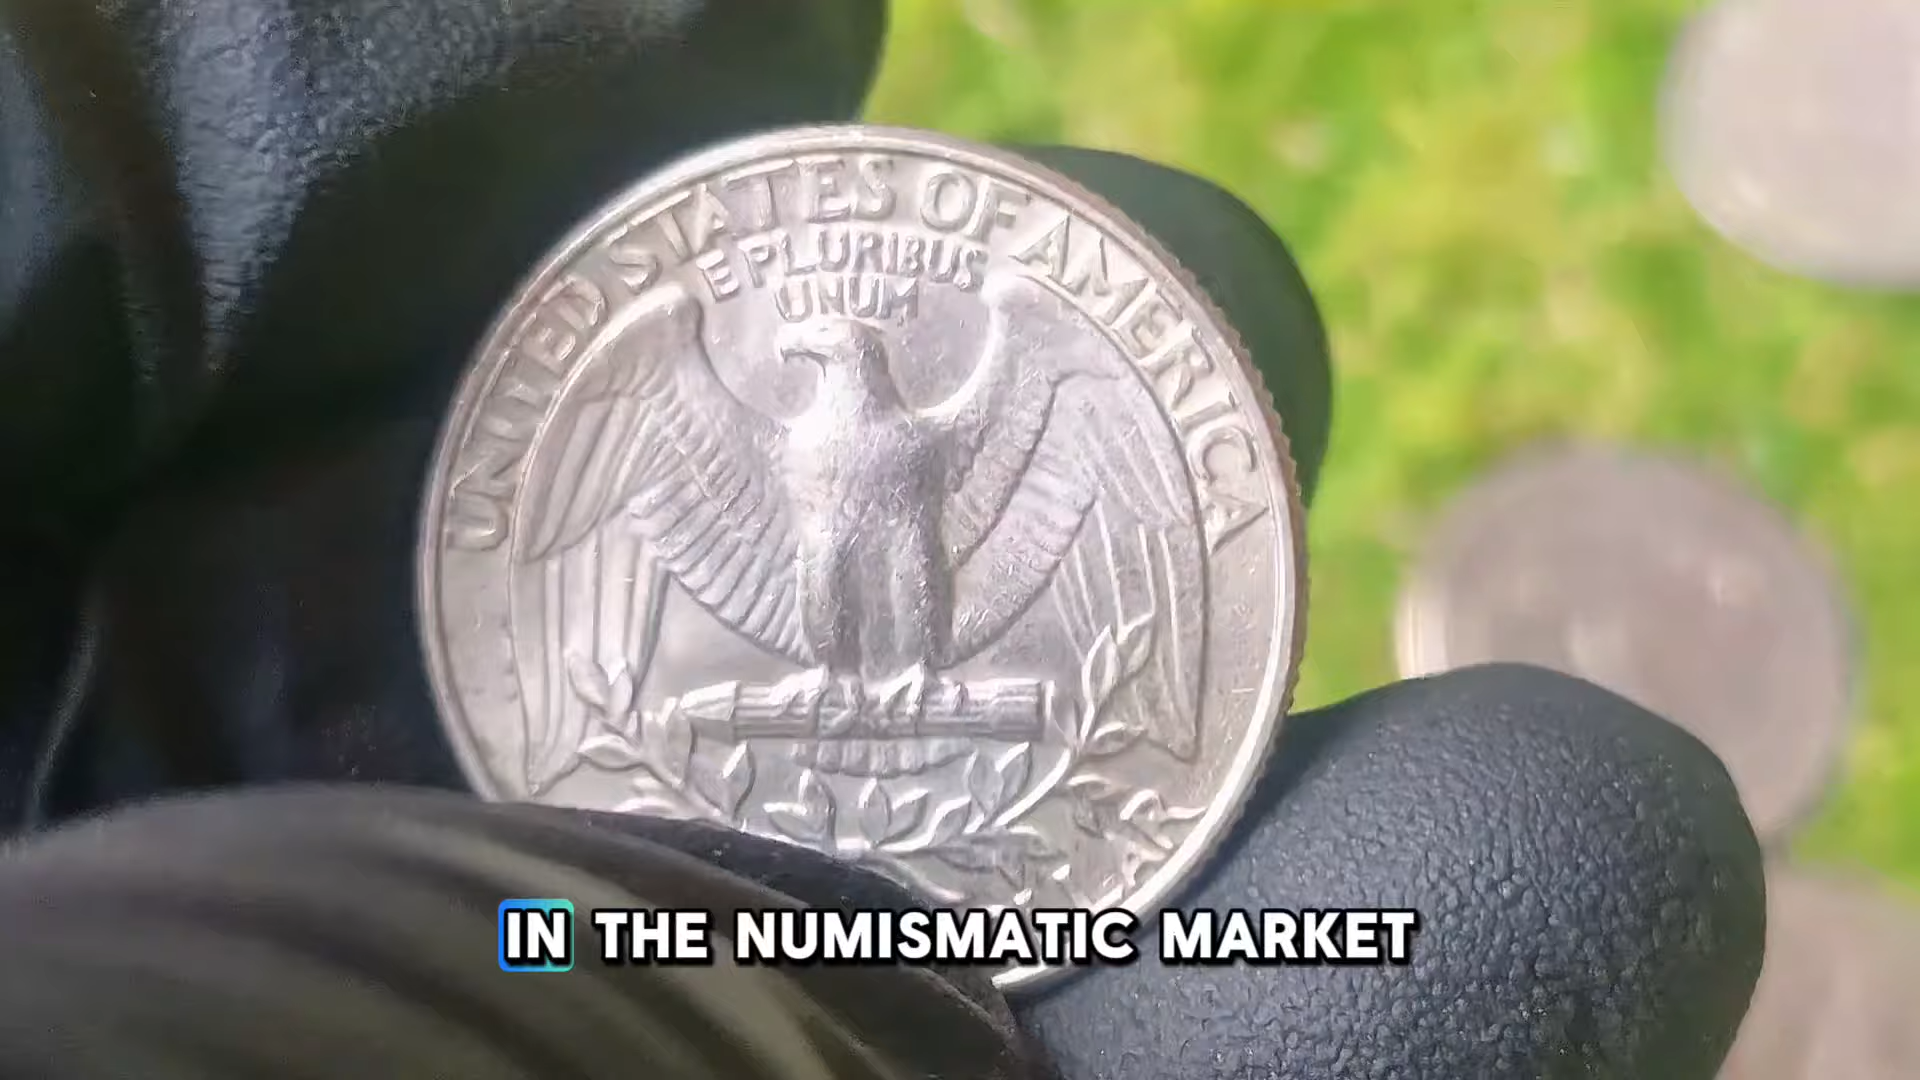 UNITED STATES OF AMERICA
E PLURIBUS
UNUM
IN THE NUMISMATIC MARKET